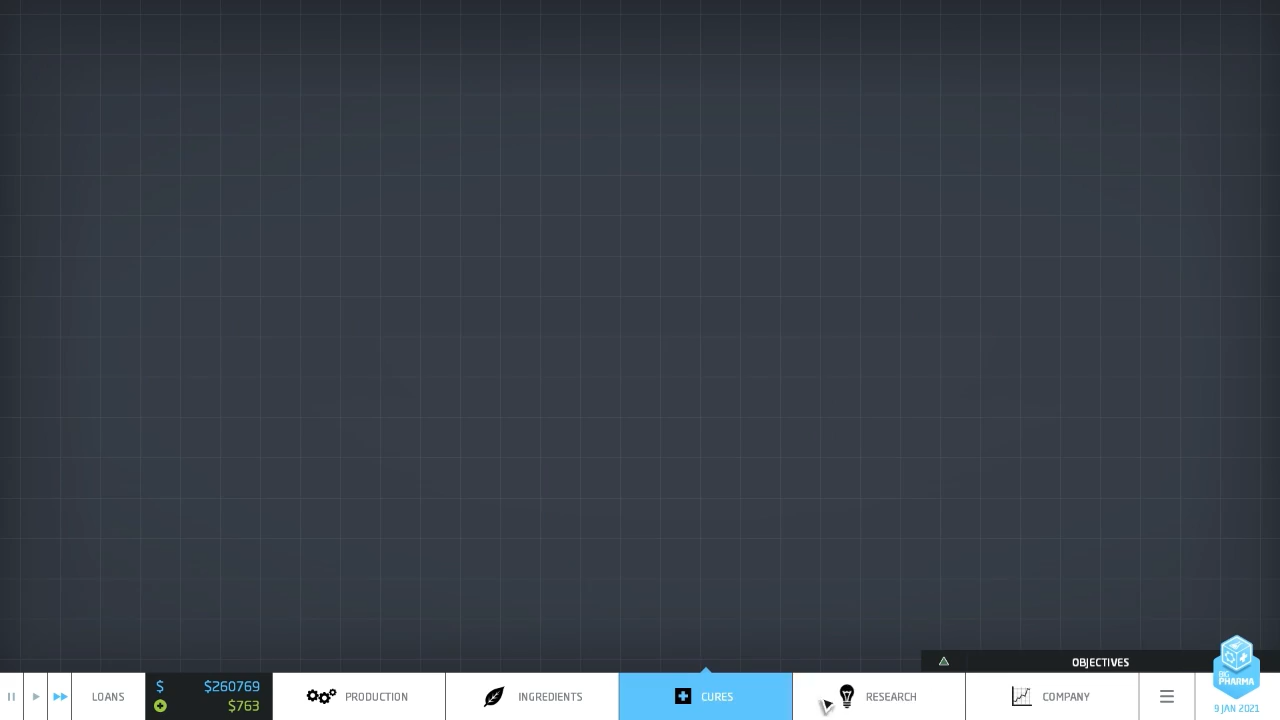 OBJECTIVES
LOANS
$ $260769
$763
PRODUCTION
INGREDIENTS
CURES
RESEARCH
COMPANY
BIG
PHARMA
9 JAN 2021